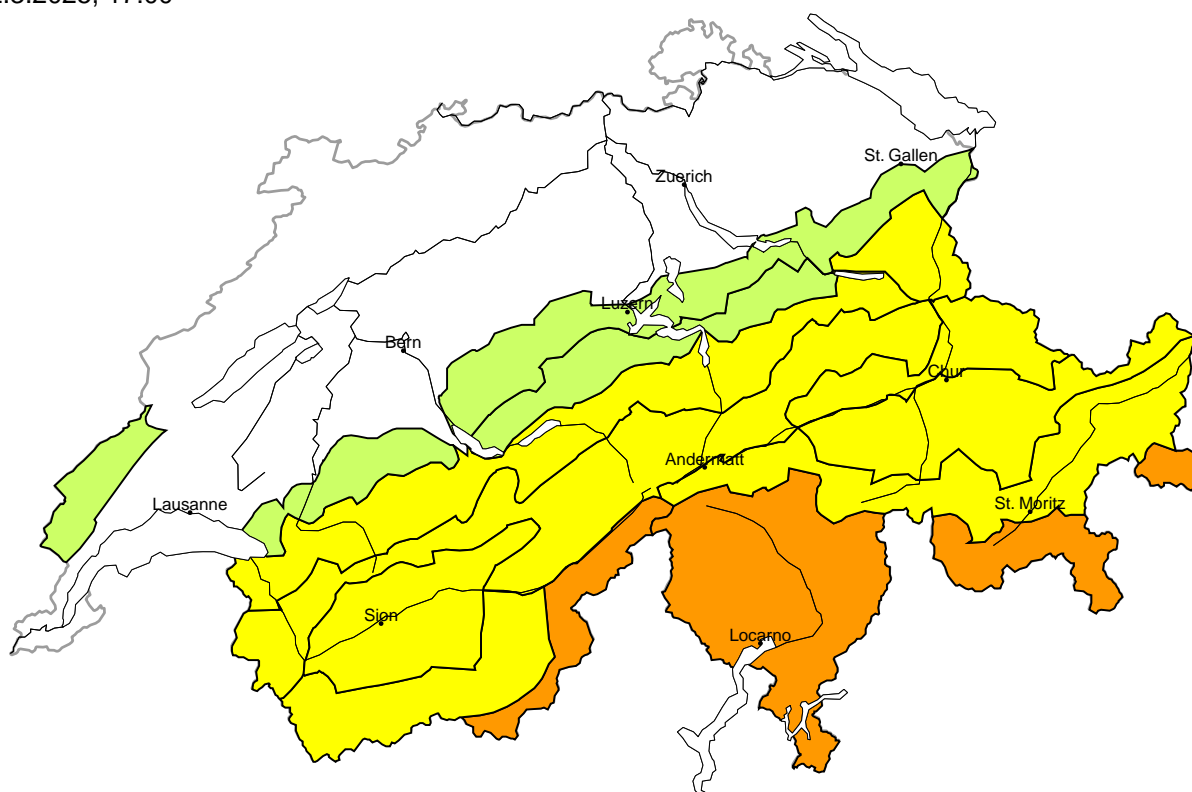 St. Gallen
Zuerich
Luzern
Bern
Chur
Andermatt
Lausanne
St. Moritz
Sion
Locarno